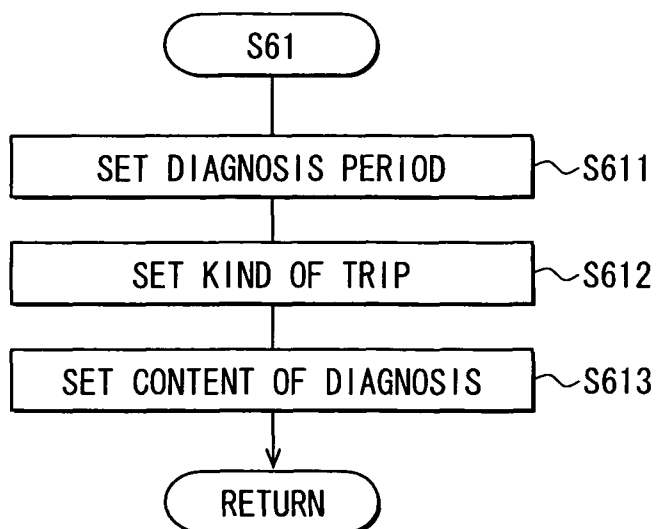 S61
SET DIAGNOSIS PERIOD S611
SET KIND OF TRIP S612
SET CONTENT OF DIAGNOSIS S613
RETURN